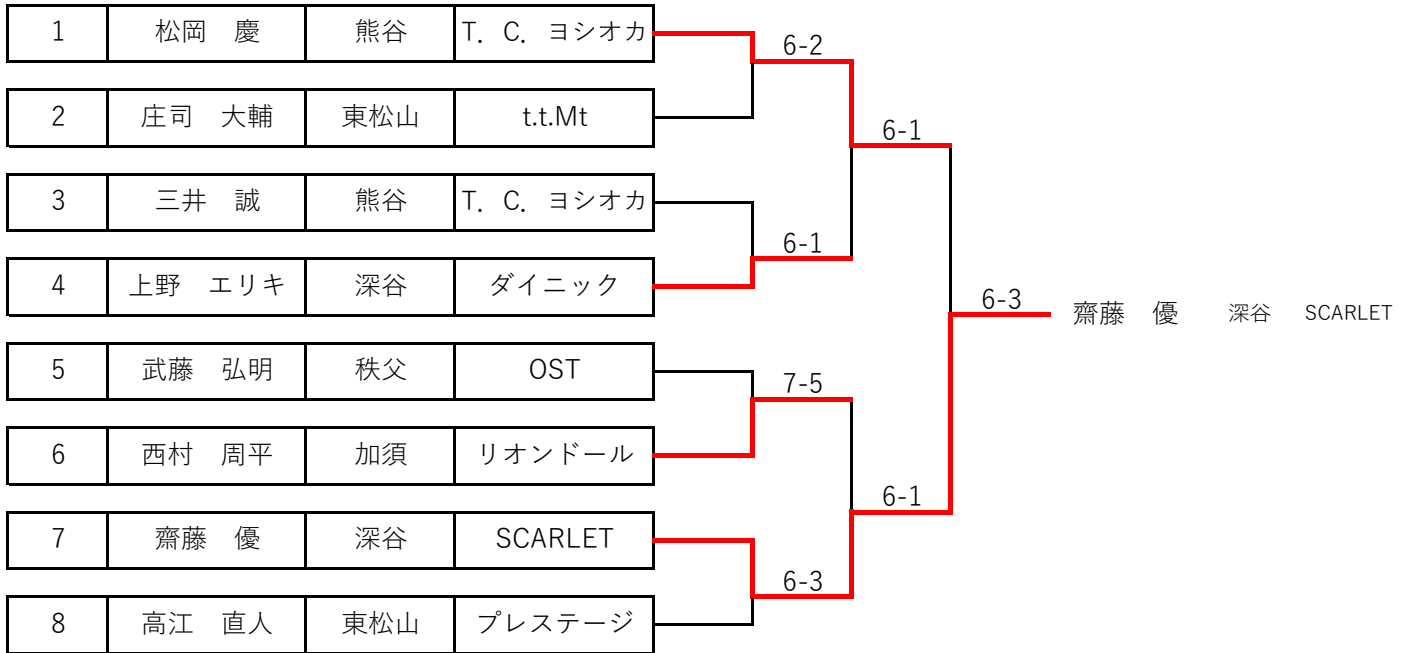 1 松岡　慶 熊谷 T．C．ヨシオカ
6-2
2 庄司　大輔 東松山 t.t.Mt
6-1
3 三井　誠 熊谷 T．C．ヨシオカ
6-1
4 上野　エリキ 深谷 ダイニック
6-3 齋藤　優 深谷 SCARLET
5 武藤　弘明 秩父 OST
7-5
6 西村　周平 加須 リオンドール
6-1
7 齋藤　優 深谷 SCARLET
6-3
8 高江　直人 東松山 プレステージ